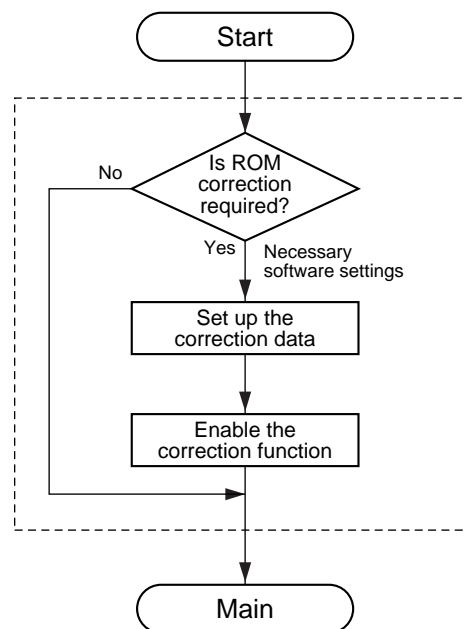 Start
Is ROM
correction
required?
No
Yes
Necessary
software settings
Set up the
correction data
Enable the
correction function
Main